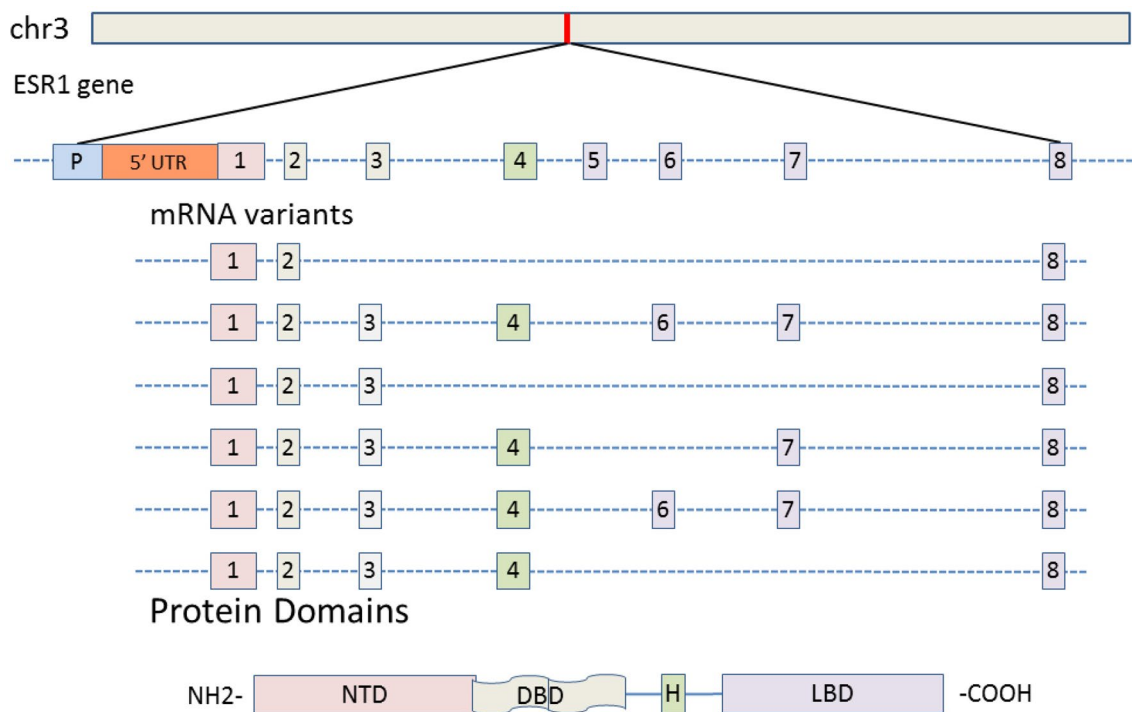 chr3
ESR1 gene
P 5' UTR 1 2 3 4 5 6 7 8
mRNA variants
1 2 8
1 2 3 4 6 7 8
1 2 3 8
1 2 3 4 7 8
1 2 3 4 6 7 8
1 2 3 4 8
Protein Domains
NH2- NTD DBD H LBD -COOH